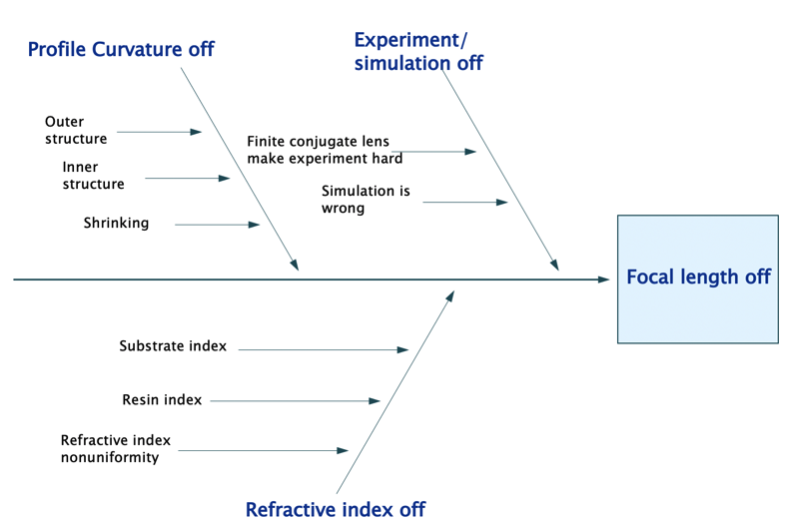 Profile Curvature off
Experiment/
simulation off
Outer
structure
Inner
structure
Shrinking
Finite conjugate lens
make experiment hard
Simulation is
wrong
Focal length off
Substrate index
Resin index
Refractive index
nonuniformity
Refractive index off